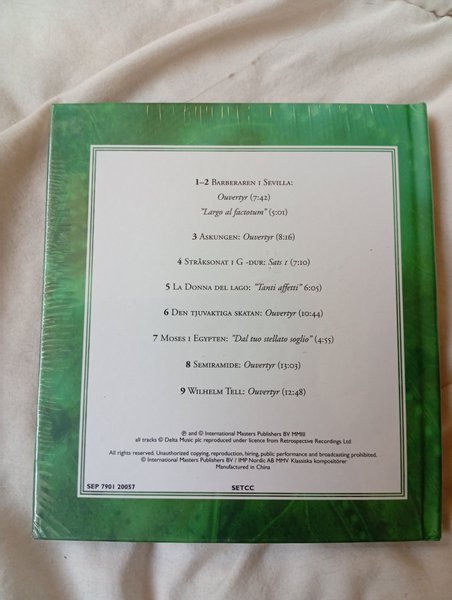 1–2 Barberaren i Sevilla:
Ouvertyr (7:42)
"Largo al factotum" (5:01)
3 Askungen: Ouvertyr (8:16)
4 Stråksonat i G -dur: Sats 1 (7:10)
5 La Donna del lago: "Tanti affetti" 6:05)
6 Den tjuvaktiga skatan: Ouvertyr (10:44)
7 Moses i Egypten: "Dal tuo stellato soglio" (4:55)
8 Semiramide: Ouvertyr (13:03)
9 Wilhelm Tell: Ouvertyr (12:48)
℗ and © International Masters Publishers BV MMIII
all tracks © Delta Music plc reproduced under licence from Retrospective Recordings Ltd
All rights reserved. Unauthorized copying, reproduction, hiring, public performance and broadcasting prohibited.
© International Masters Publishers BV / IMP Nordic AB MMV Klassiska kompositörer
Manufactured in China
SEP 7901 20057
SETCC